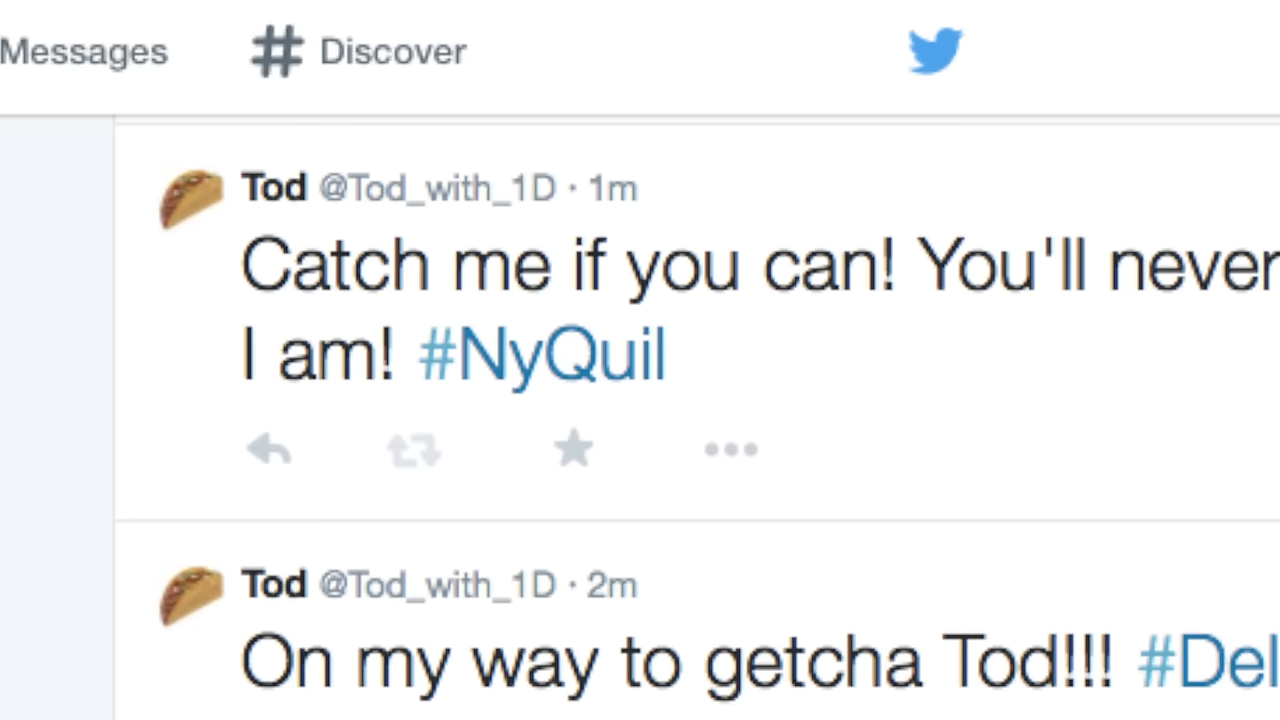 Messages # Discover
Tod @Tod_with_1D · 1m
Catch me if you can! You'll never
I am! #NyQuil
Tod @Tod_with_1D · 2m
On my way to getcha Tod!!! #Del